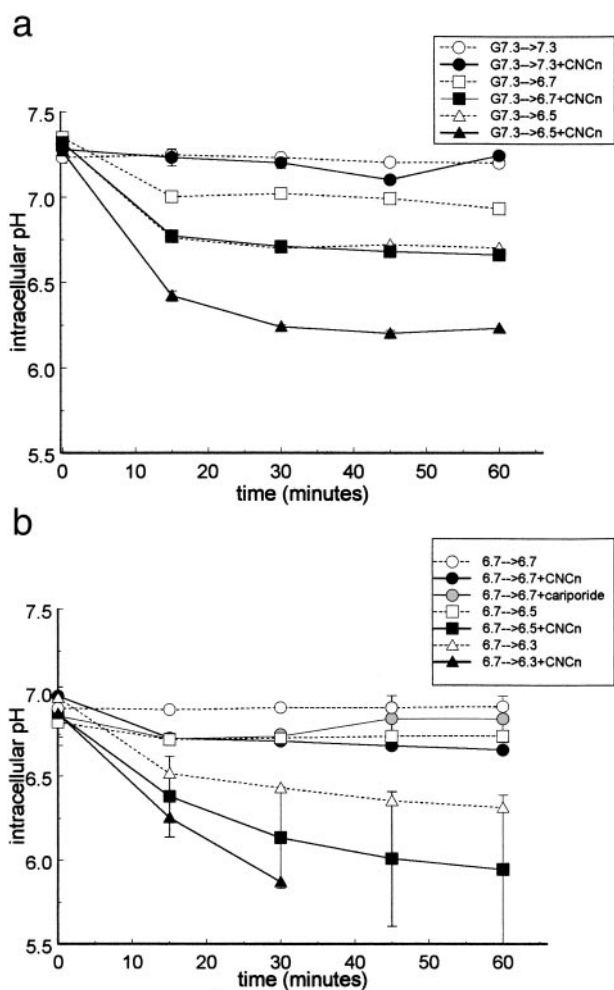 a
G7.3-->7.3
G7.3-->7.3+CNCn
G7.3-->6.7
G7.3-->6.7+CNCn
G7.3-->6.5
G7.3-->6.5+CNCn
7.5
7.0
6.5
6.0
5.5
intracellular pH
0 10 20 30 40 50 60
time (minutes)
b
6.7-->6.7
6.7-->6.7+CNCn
6.7-->6.7+cariporide
6.7-->6.5
6.7-->6.5+CNCn
6.7-->6.3
6.7-->6.3+CNCn
7.5
7.0
6.5
6.0
5.5
intracellular pH
0 10 20 30 40 50 60
time (minutes)